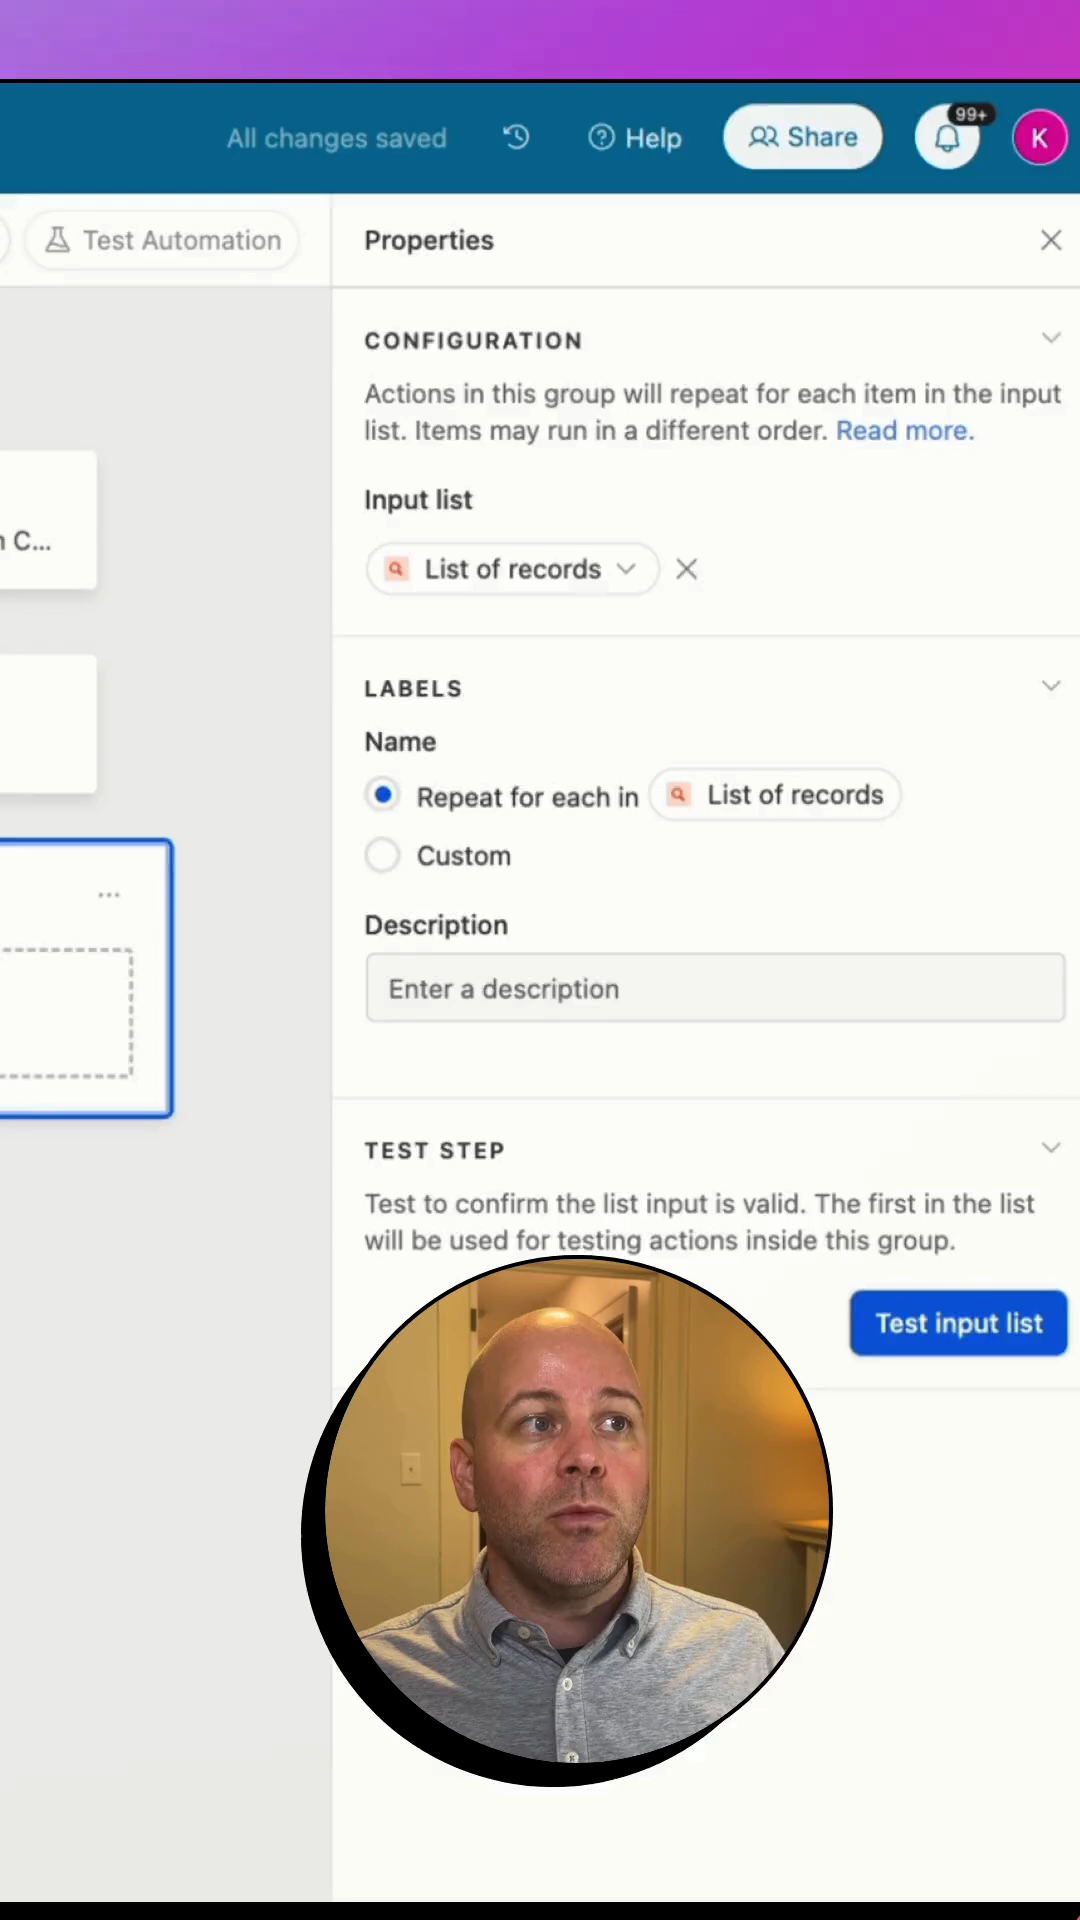 All changes saved
Help
Share
99+
K
Test Automation
Properties
CONFIGURATION
Actions in this group will repeat for each item in the input
list. Items may run in a different order. Read more.
n C...
Input list
List of records
LABELS
Name
Repeat for each in List of records
Custom
Description
Enter a description
TEST STEP
Test to confirm the list input is valid. The first in the list
will be used for testing actions inside this group.
Test input list